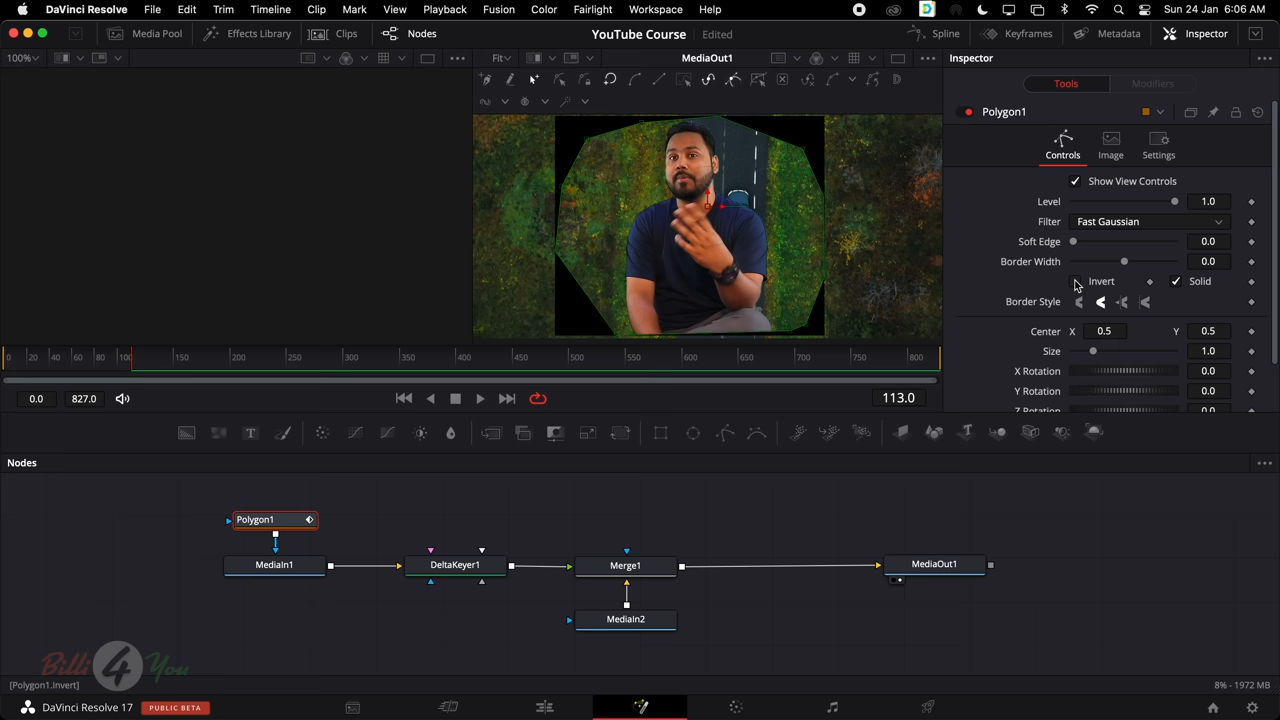 DaVinci Resolve File Edit Trim Timeline Clip Mark View Playback Fusion Color Fairlight Workspace Help Sun 24 Jan 6:06 AM
Media Pool Effects Library Clips Nodes YouTube Course Edited Spline Keyframes Metadata Inspector
100% Fit MediaOut1 Inspector
Tools Modifiers
Polygon1
Controls Image Settings
Show View Controls
Level 1.0
Filter Fast Gaussian
Soft Edge 0.0
Border Width 0.0
Invert Solid
Border Style
Center X 0.5 Y 0.5
Size 1.0
X Rotation 0.0
Y Rotation 0.0
Z Rotation 0.0
0 20 40 60 80 100 150 200 250 300 350 400 450 500 550 600 650 700 750 800
0.0 827.0 113.0
T T
Nodes
Polygon1
MediaIn1 DeltaKeyer1 Merge1 MediaOut1
MediaIn2
Billi 4 You
[Polygon1.Invert] 8% - 1972 MB
DaVinci Resolve 17 PUBLIC BETA